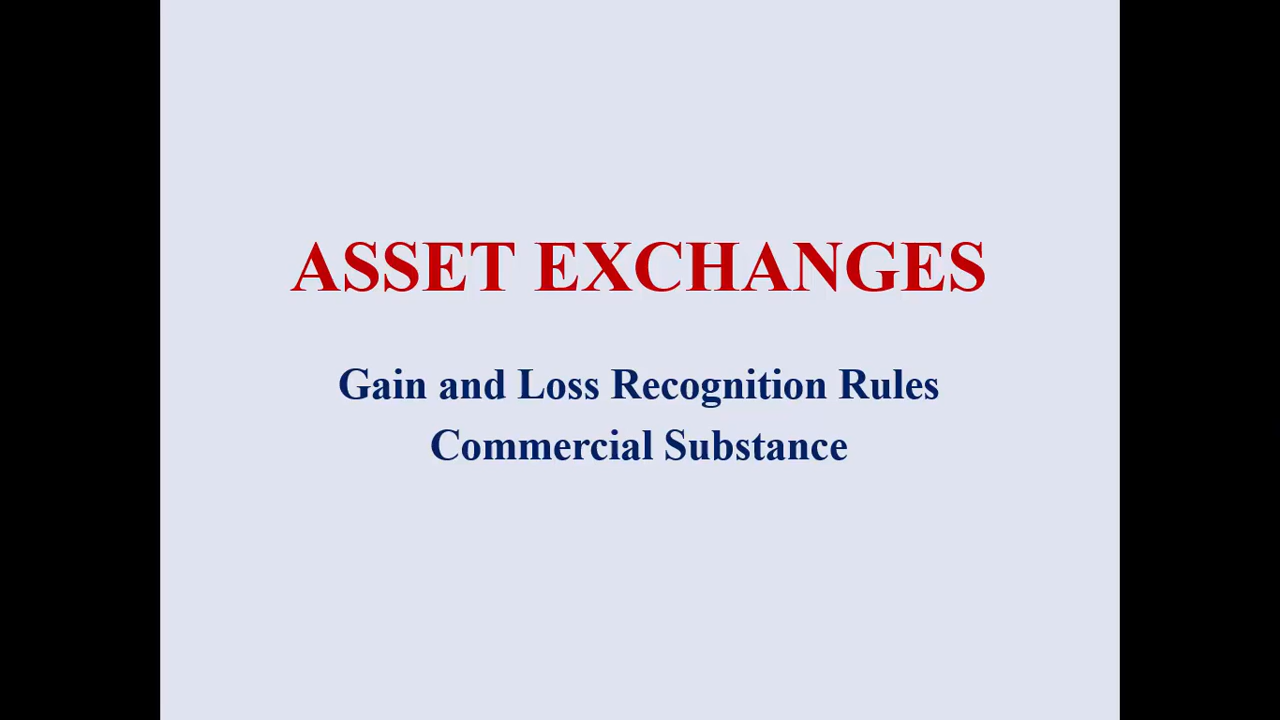 ASSET EXCHANGES
Gain and Loss Recognition Rules
Commercial Substance